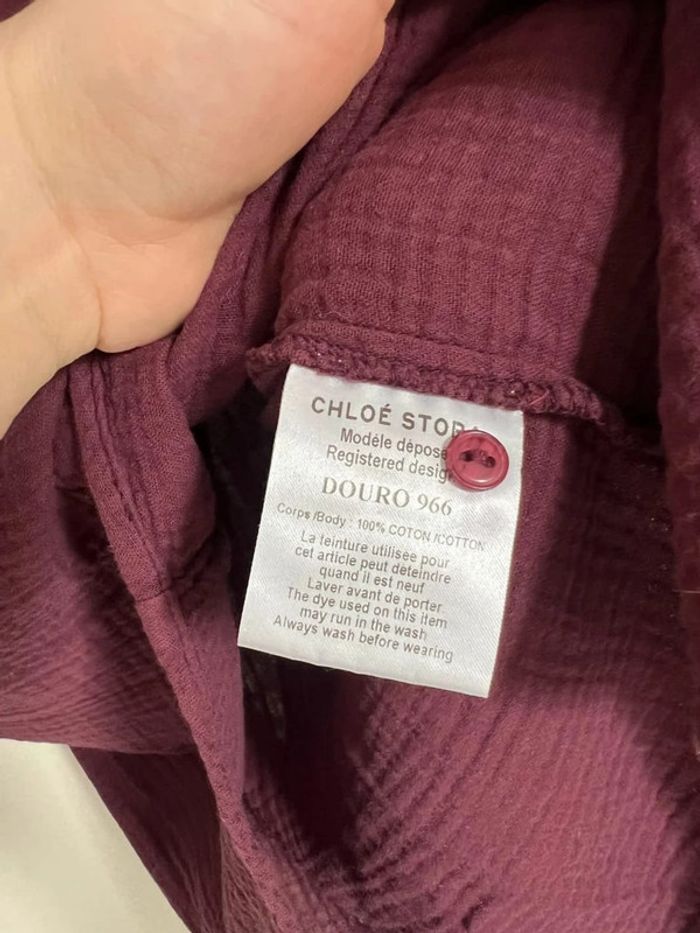 CHLOÉ STORA
Modèle dépose
Registered desig
DOURO 966
Corps /Body : 100% COTON /COTTON
La teinture utilisée pour
cet article peut déteindre
quand il est neuf
Laver avant de porter
The dye used on this item
may run in the wash
Always wash before wearing